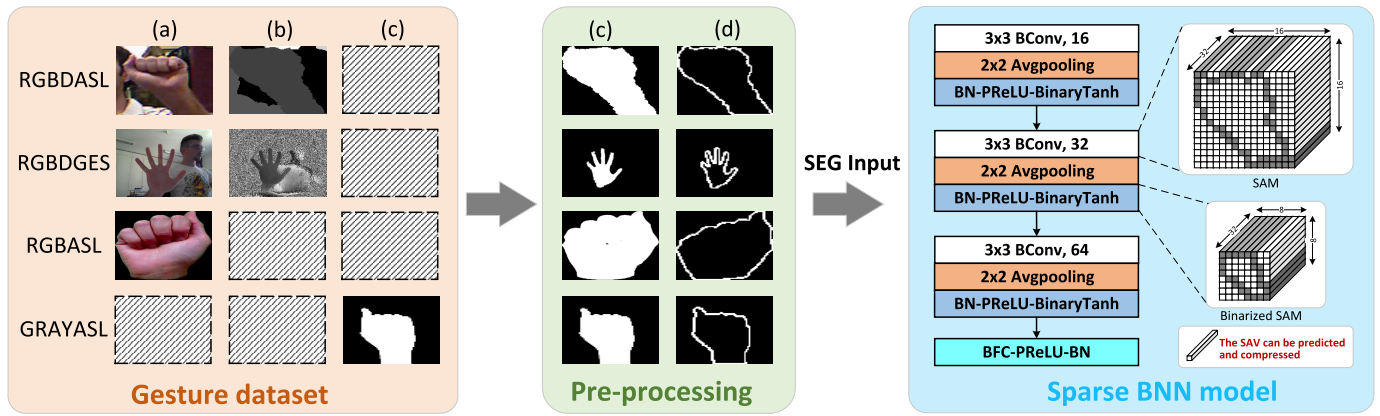 (a)
(b)
(c)
RGBDASL
RGBDGES
RGBASL
GRAYASL
Gesture dataset
(c)
(d)
Pre-processing
SEG Input
3x3 BConv, 16
2x2 Avgpooling
BN-PReLU-BinaryTanh
3x3 BConv, 32
2x2 Avgpooling
BN-PReLU-BinaryTanh
3x3 BConv, 64
2x2 Avgpooling
BN-PReLU-BinaryTanh
BFC-PReLU-BN
16
32
16
SAM
8
32
8
Binarized SAM
The SAV can be predicted
and compressed
Sparse BNN model